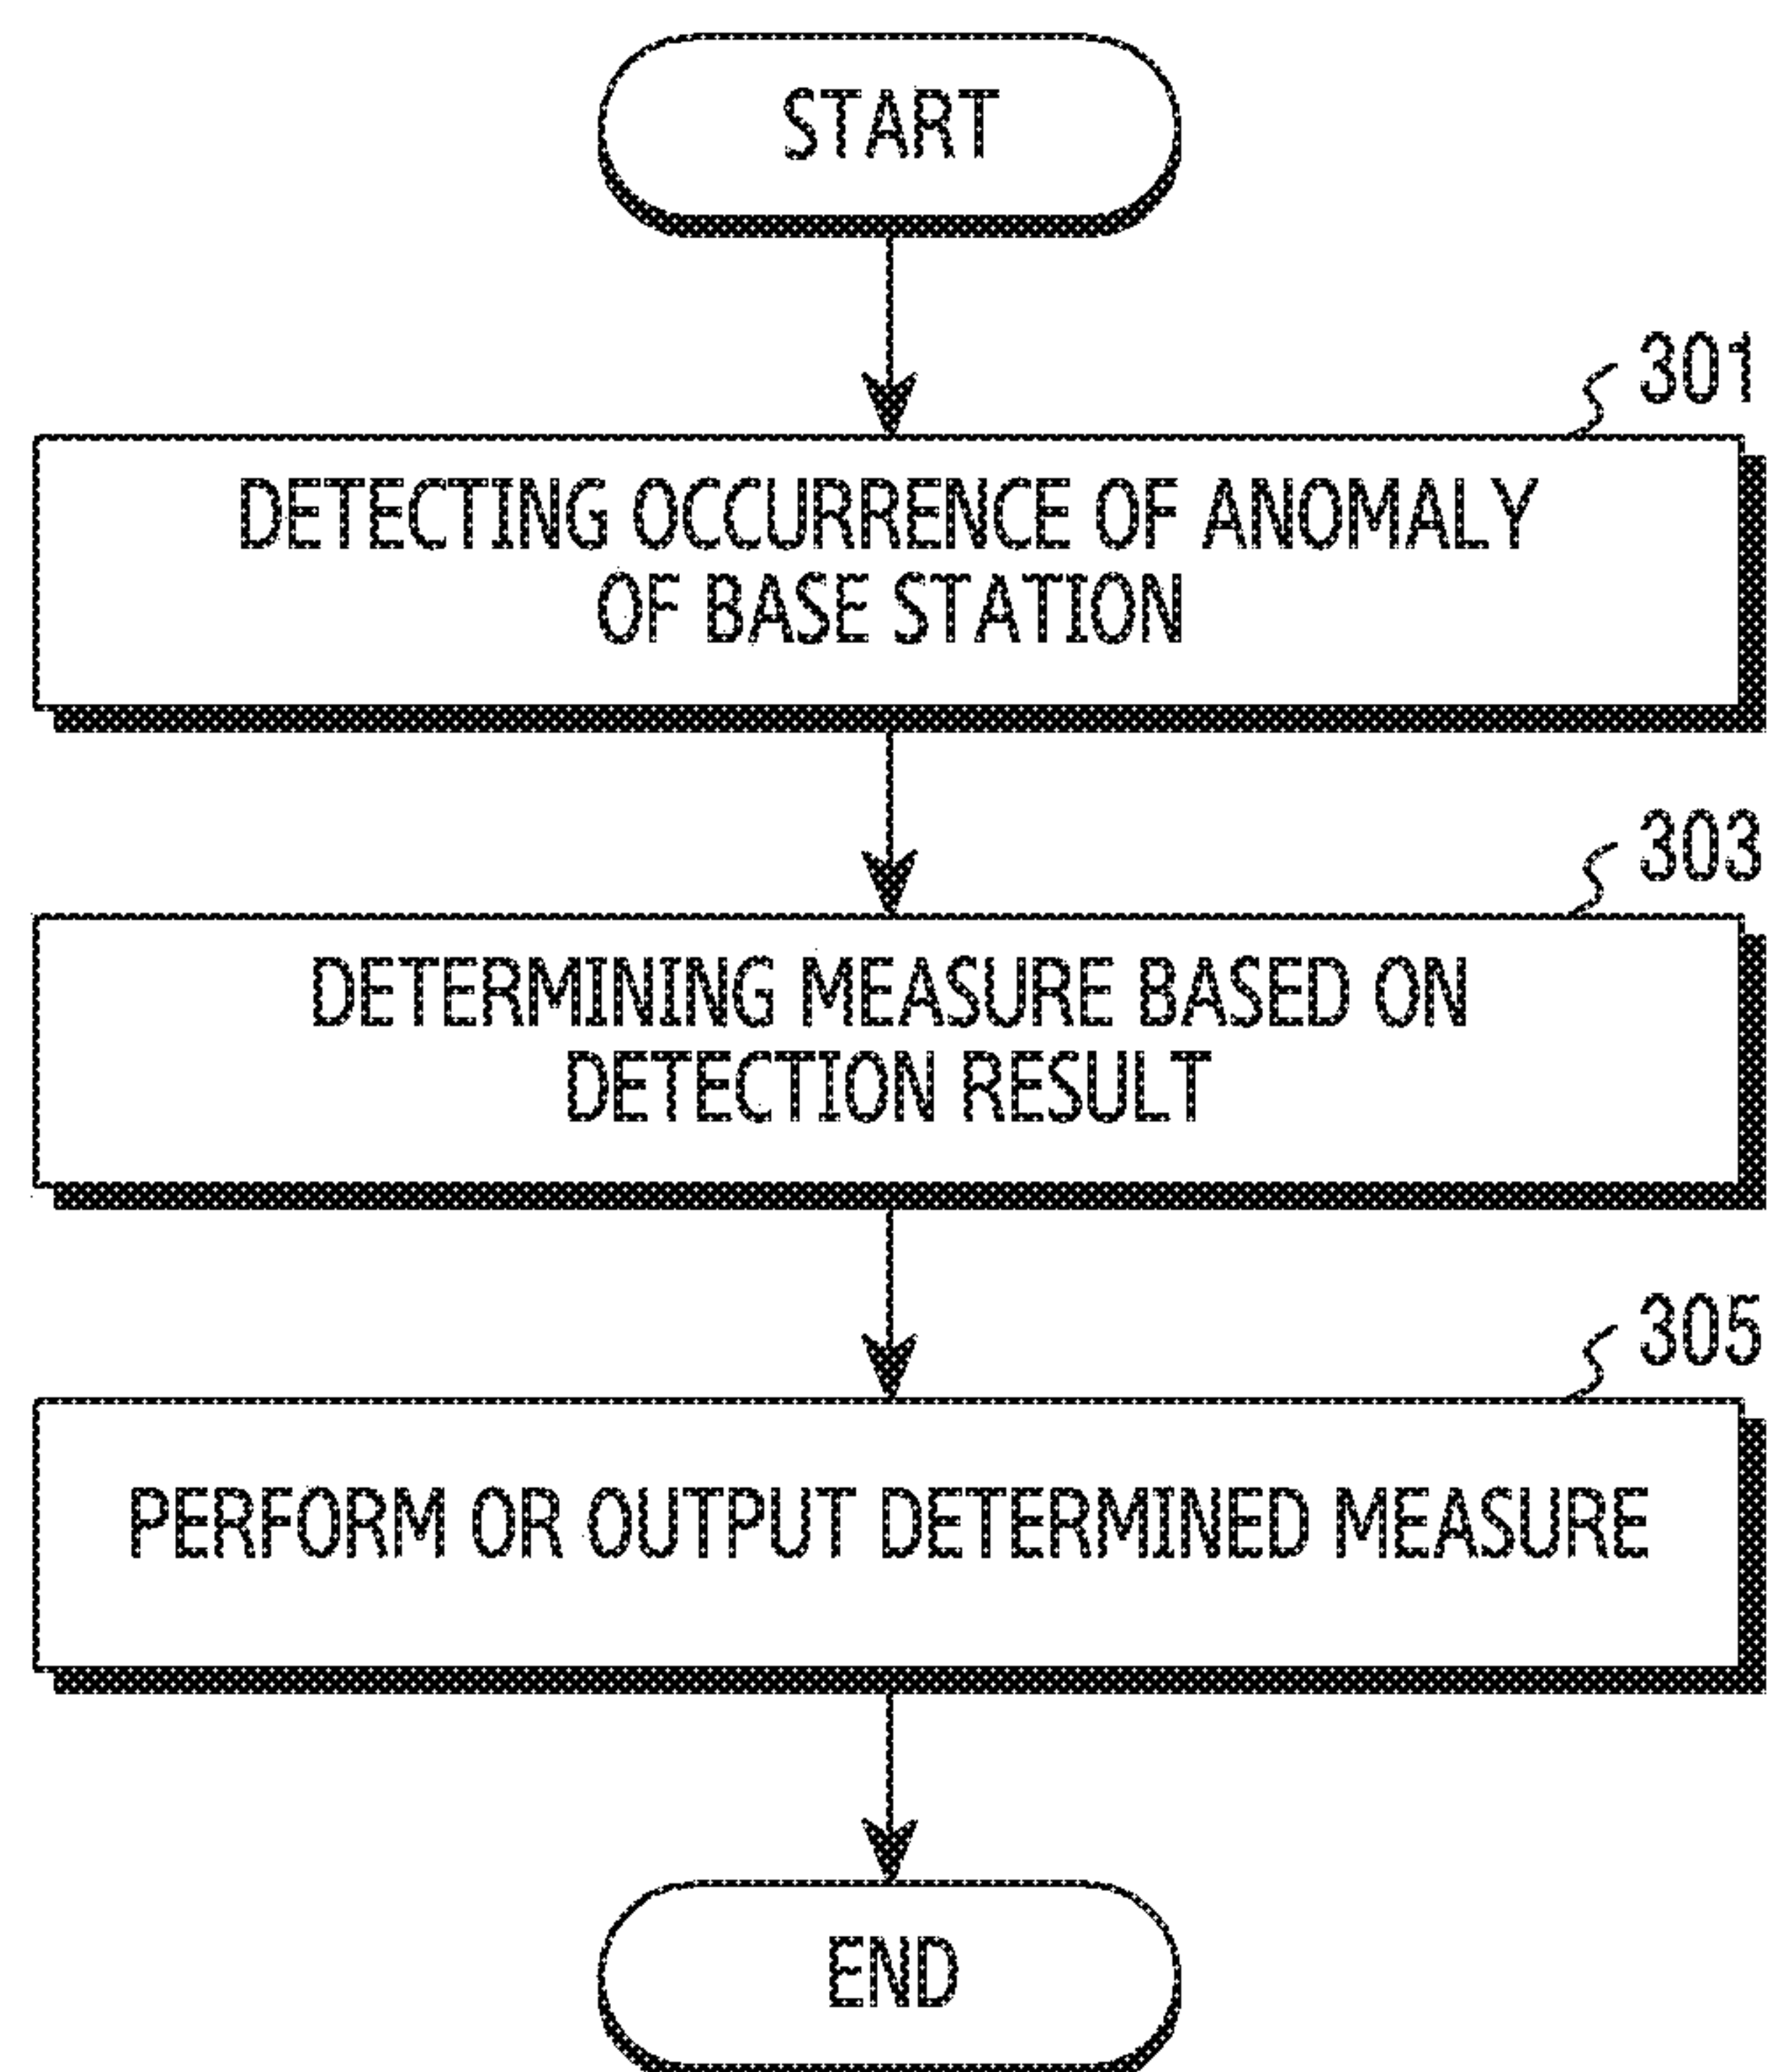 START
301
DETECTING OCCURRENCE OF ANOMALY
OF BASE STATION
303
DETERMINING MEASURE BASED ON
DETECTION RESULT
305
PERFORM OR OUTPUT DETERMINED MEASURE
END